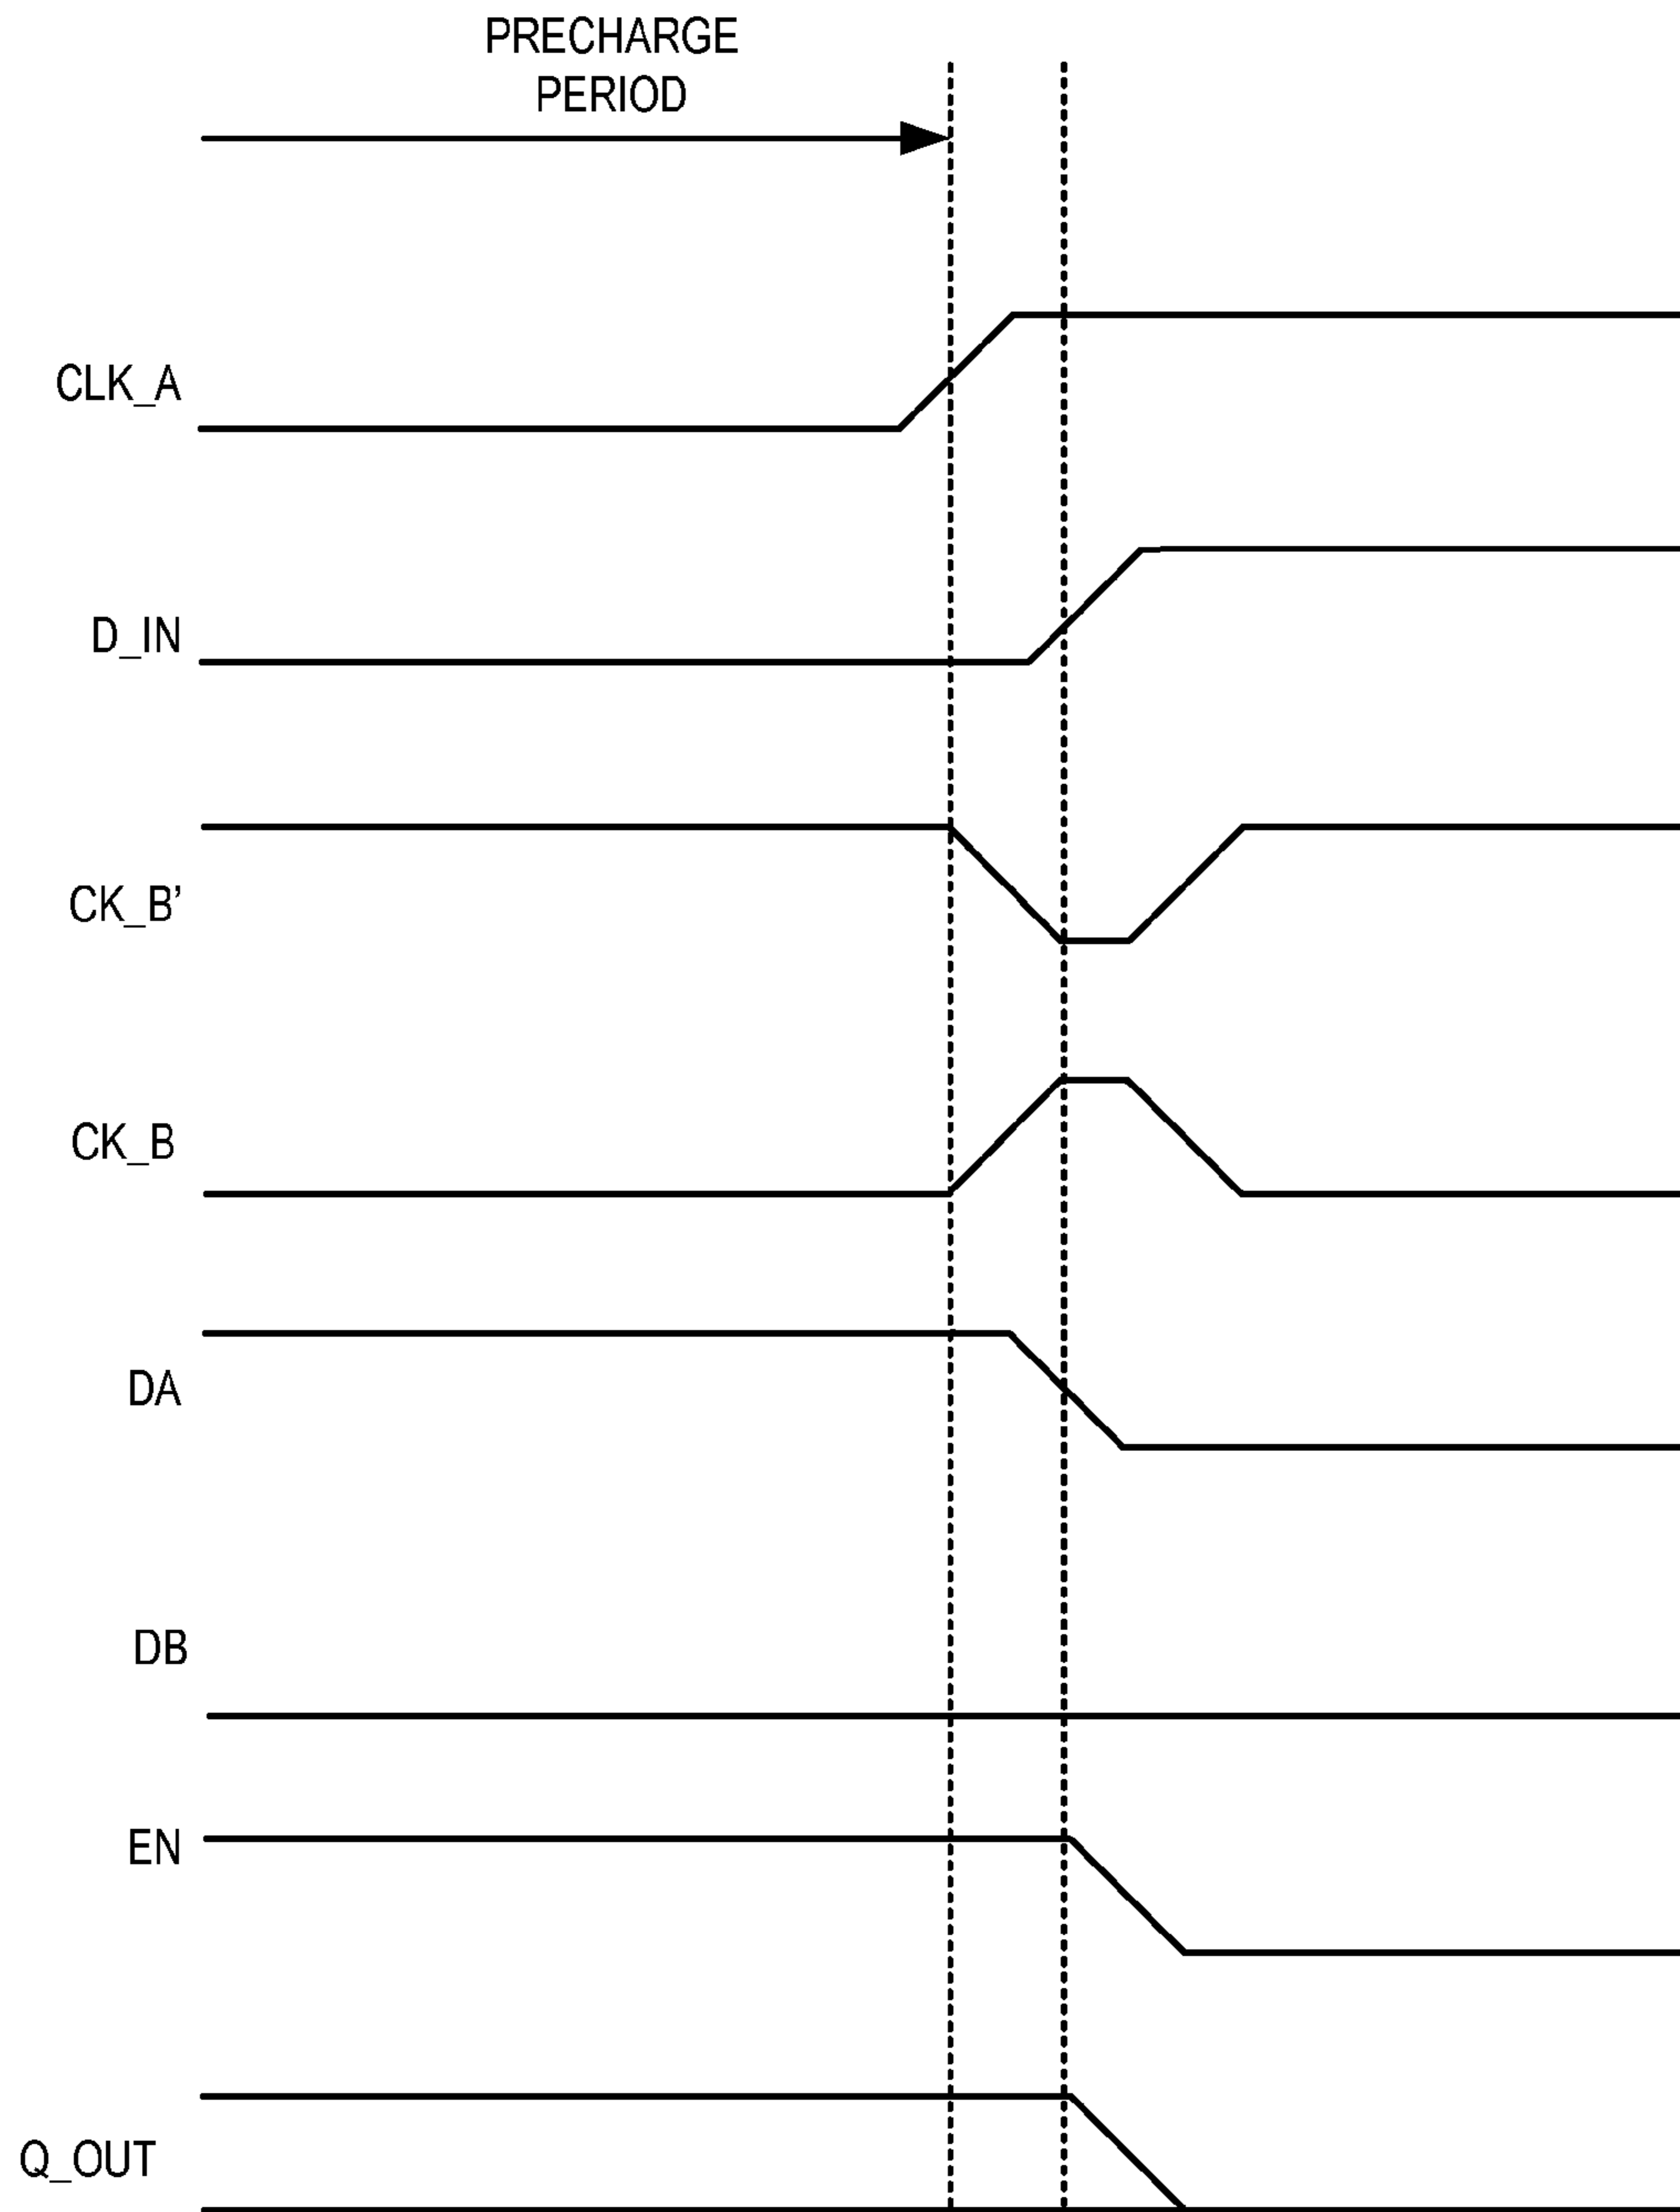 PRECHARGE
PERIOD
CLK_A
D_IN
CK_B’
CK_B
DA
DB
EN
Q_OUT